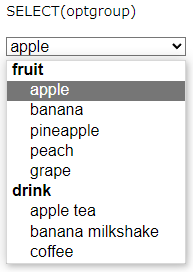 SELECT(optgroup)
apple
fruit
apple
banana
pineapple
peach
grape
drink
apple tea
banana milkshake
coffee